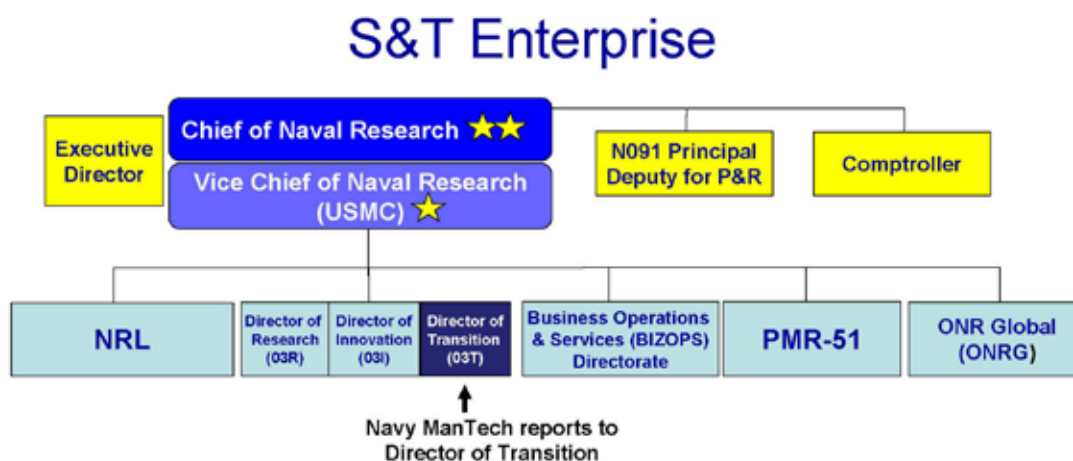 S&T Enterprise
Executive
Director
Chief of Naval Research
Vice Chief of Naval Research
(USMC)
N091 Principal
Deputy for P&R
Comptroller
NRL
Director of
Research
(03R)
Director of
Innovation
(03I)
Director of
Transition
(03T)
Business Operations
& Services (BIZOPS)
Directorate
PMR-51
ONR Global
(ONRG)
Navy ManTech reports to
Director of Transition